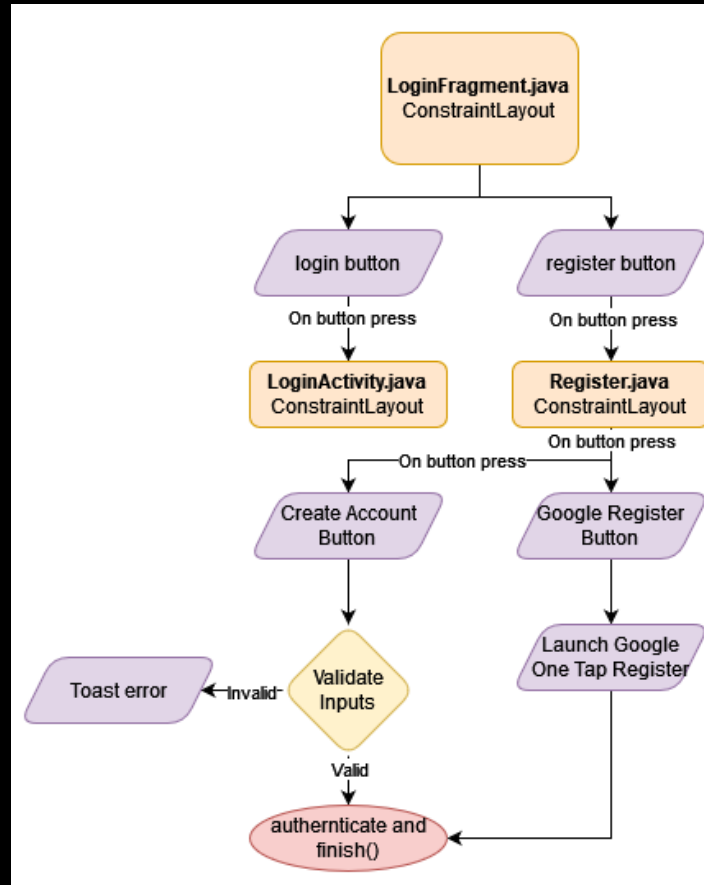 LoginFragment.java
ConstraintLayout
login button
register button
On button press
On button press
LoginActivity.java
ConstraintLayout
Register.java
ConstraintLayout
On button press
On button press
Create Account
Button
Google Register
Button
Launch Google
One Tap Register
Validate
Inputs
Invalid
Toast error
Valid
authernticate and
finish()